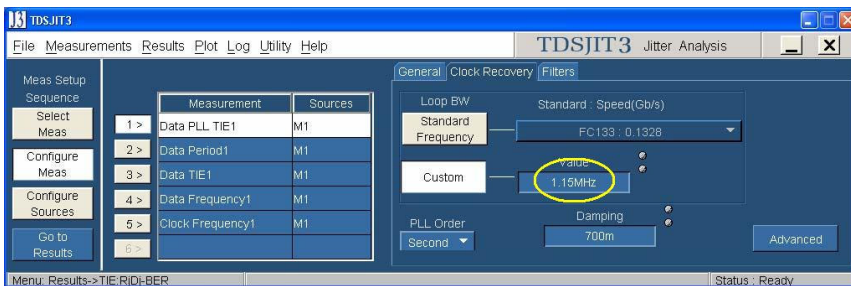 TDSJIT3
File Measurements Results Plot Log Utility Help
TDSJIT3 Jitter Analysis
Meas Setup
Sequence
Select
Meas
Configure
Meas
Configure
Sources
Go to
Results
Measurement Sources
1 > Data PLL TIE1 M1
2 > Data Period1 M1
3 > Data TIE1 M1
4 > Data Frequency1 M1
5 > Clock Frequency1 M1
6 >
General Clock Recovery Filters
Loop BW
Standard : Speed(Gb/s)
Standard
Frequency
FC133 : 0.1328
Custom
Value
1.15MHz
PLL Order
Second
Damping
700m
Advanced
Menu: Results->TIE:RjDj-BER
Status : Ready